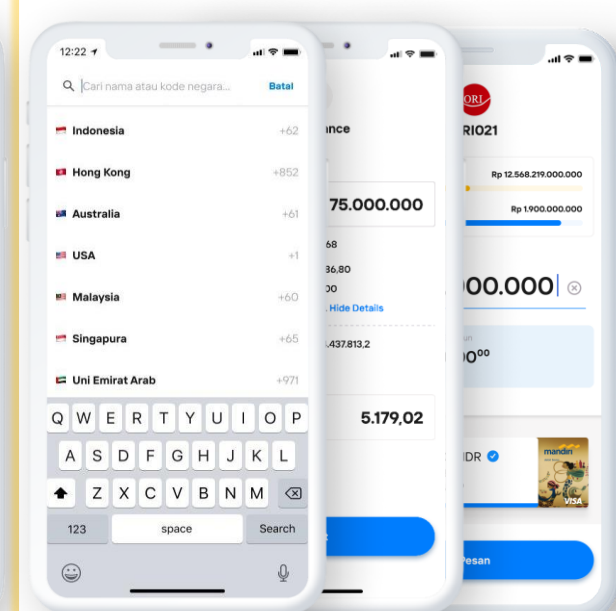 12:22
Cari nama atau kode negara...
Batal
Indonesia +62
Hong Kong +852
Australia +61
USA +1
Malaysia +60
Singapura +65
Uni Emirat Arab +971
Q W E R T Y U I O P
A S D F G H J K L
Z X C V B N M
123 space Search
75.000.000
68
36,80
00
. Hide Details
.437.813,2
5.179,02
ORI
RI021
Rp 12.568.219.000.000
Rp 1.900.000.000
00.000
00⁰⁰
IDR
mandiri
VISA
Pesan